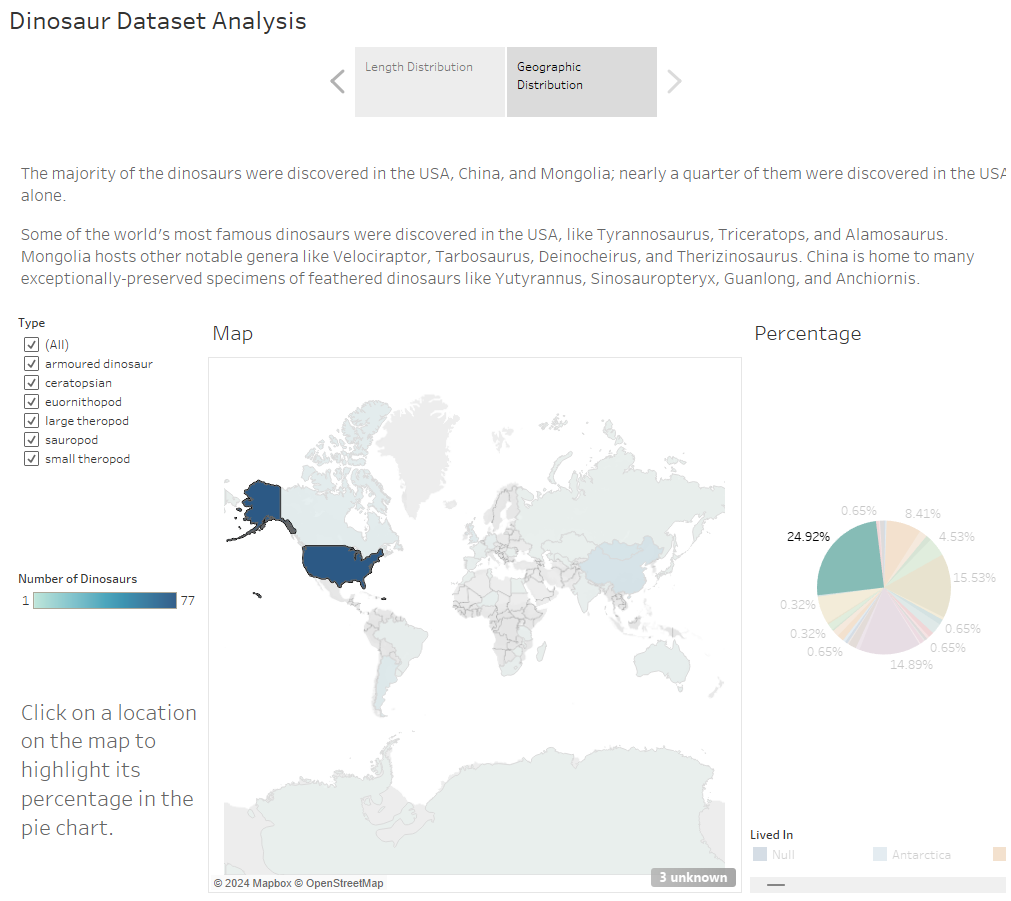 Dinosaur Dataset Analysis
Length Distribution
Geographic
Distribution
The majority of the dinosaurs were discovered in the USA, China, and Mongolia; nearly a quarter of them were discovered in the USA
alone.
Some of the world's most famous dinosaurs were discovered in the USA, like Tyrannosaurus, Triceratops, and Alamosaurus.
Mongolia hosts other notable genera like Velociraptor, Tarbosaurus, Deinocheirus, and Therizinosaurus. China is home to many
exceptionally-preserved specimens of feathered dinosaurs like Yutyrannus, Sinosauropteryx, Guanlong, and Anchiornis.
Type
(All)
armoured dinosaur
ceratopsian
euornithopod
large theropod
sauropod
small theropod
Number of Dinosaurs
1 77
Click on a location
on the map to
highlight its
percentage in the
pie chart.
Map
© 2024 Mapbox © OpenStreetMap
3 unknown
Percentage
0.65%
8.41%
24.92%
4.53%
15.53%
0.32%
0.65%
0.32%
0.65%
0.65%
14.89%
Lived In
Null
Antarctica